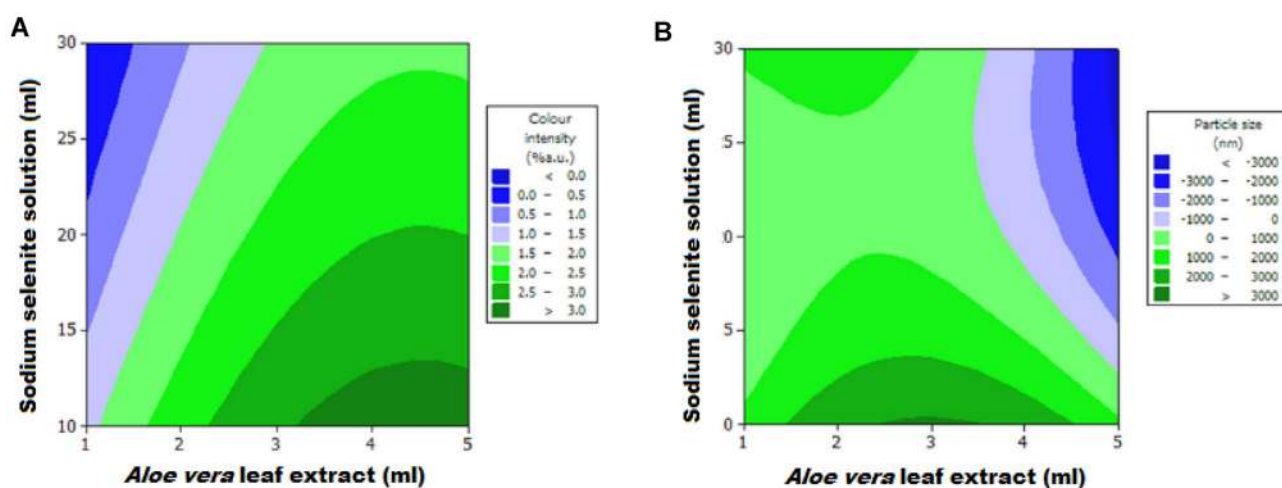 A
Sodium selenite solution (ml)
30
25
20
15
10
1 2 3 4 5
Aloe vera leaf extract (ml)
Colour
intensity
(%a.u.)
< 0.0
0.0 – 0.5
0.5 – 1.0
1.0 – 1.5
1.5 – 2.0
2.0 – 2.5
2.5 – 3.0
> 3.0
B
Sodium selenite solution (ml)
30
5
0
5
0
1 2 3 4 5
Aloe vera leaf extract (ml)
Particle size
(nm)
< -3000
-3000 – -2000
-2000 – -1000
-1000 – 0
0 – 1000
1000 – 2000
2000 – 3000
> 3000